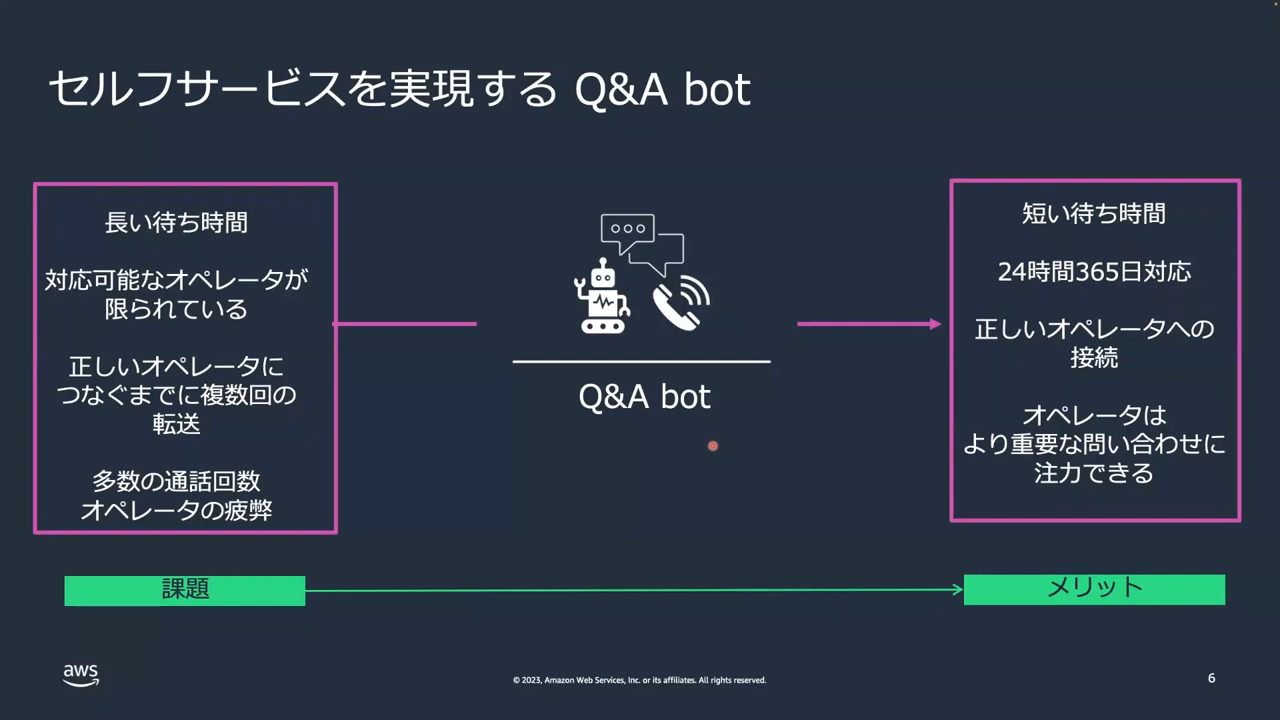 セルフサービスを実現する Q&A bot
長い待ち時間
対応可能なオペレータが
限られている
正しいオペレータに
つなぐまでに複数回の
転送
多数の通話回数
オペレータの疲弊
Q&A bot
短い待ち時間
24時間365日対応
正しいオペレータへの
接続
オペレータは
より重要な問い合わせに
注力できる
課題
メリット
aws
© 2023, Amazon Web Services, Inc. or its affiliates. All rights reserved.
6